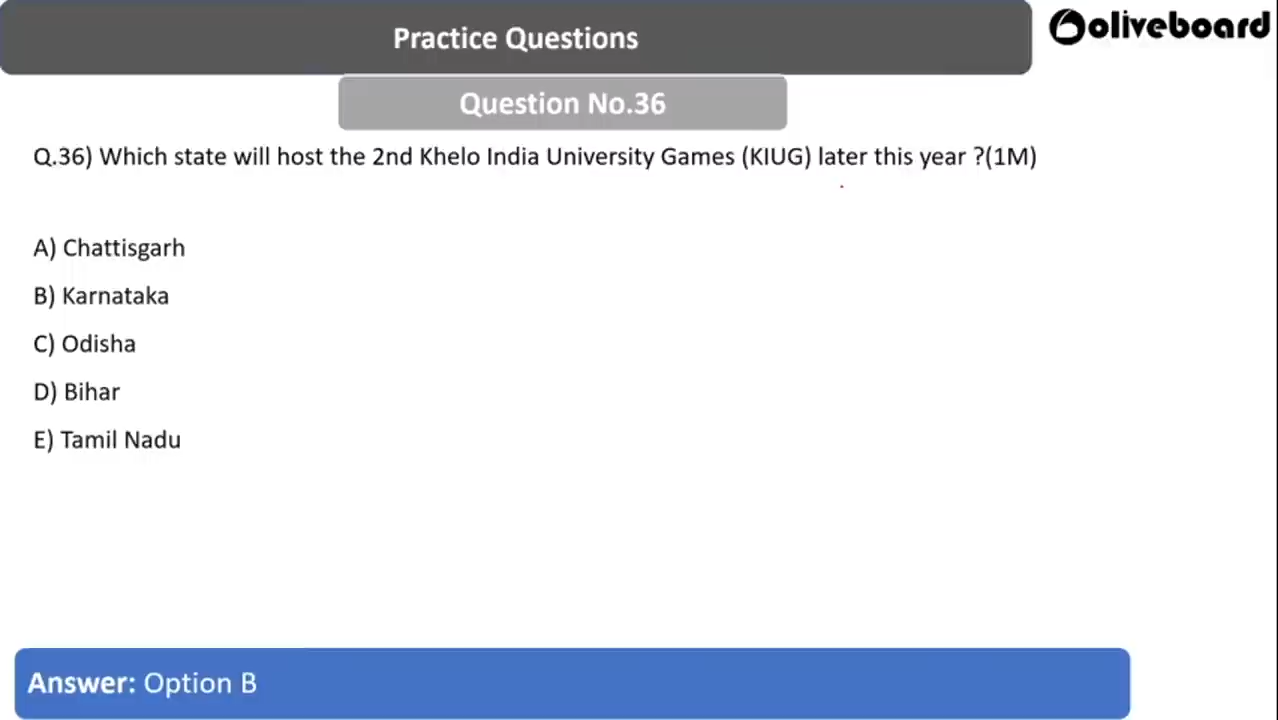 Practice Questions
oliveboard
Question No.36
Q.36) Which state will host the 2nd Khelo India University Games (KIUG) later this year ?(1M)
A) Chattisgarh
B) Karnataka
C) Odisha
D) Bihar
E) Tamil Nadu
Answer: Option B